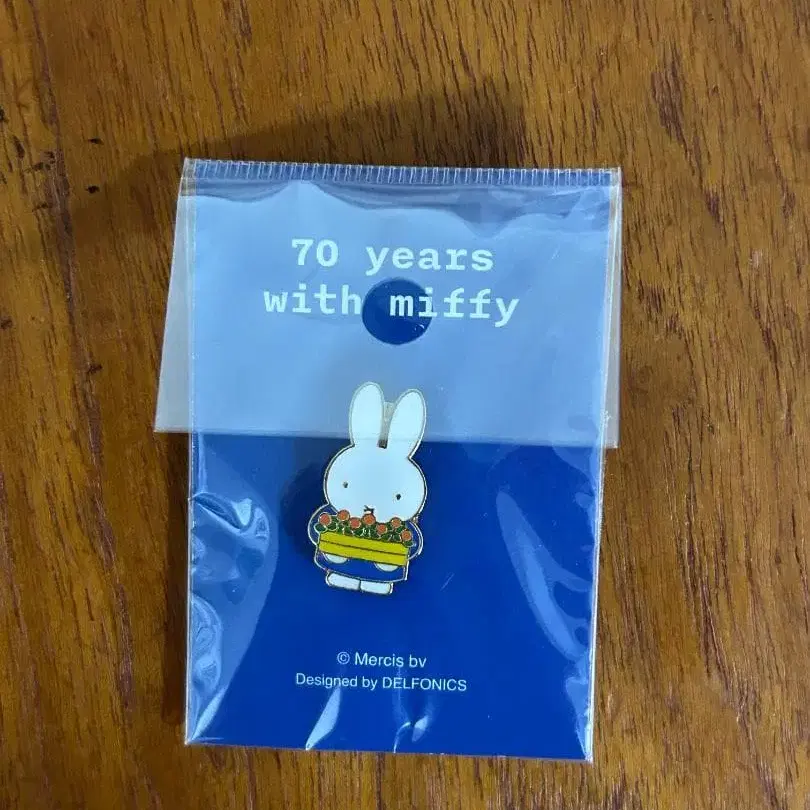 70 years
with miffy
© Mercis bv
Designed by DELFONICS